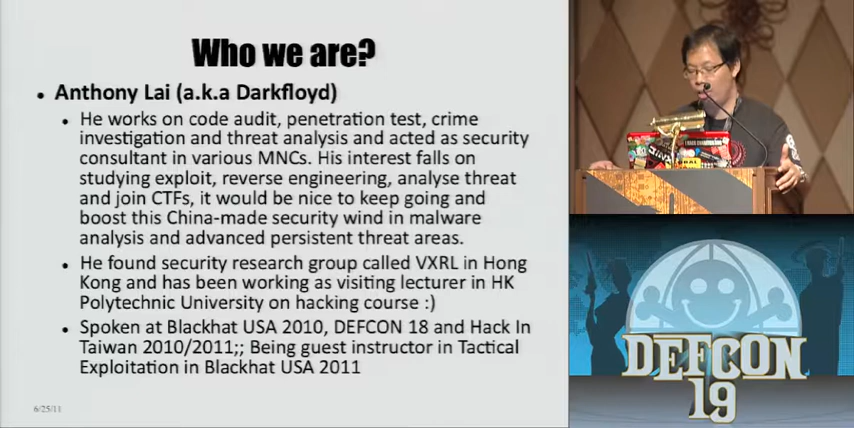 Who we are?
• Anthony Lai (a.k.a Darkfloyd)
• He works on code audit, penetration test, crime
investigation and threat analysis and acted as security
consultant in various MNCs. His interest falls on
studying exploit, reverse engineering, analyse threat
and join CTFs, it would be nice to keep going and
boost this China-made security wind in malware
analysis and advanced persistent threat areas.
• He found security research group called VXRL in Hong
Kong and has been working as visiting lecturer in HK
Polytechnic University on hacking course :)
• Spoken at Blackhat USA 2010, DEFCON 18 and Hack In
Taiwan 2010/2011;; Being guest instructor in Tactical
Exploitation in Blackhat USA 2011
6/25/11
DEFCON
19